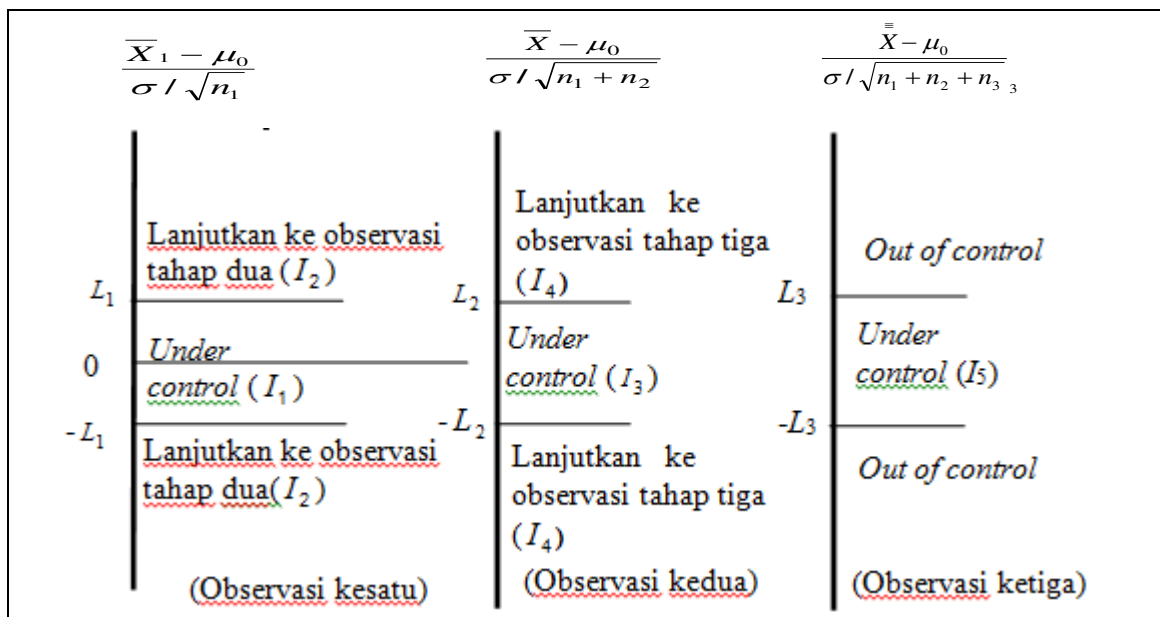 X̅ 1 − μ0 / σ / √n1
X̅ − μ0 / σ / √n1 + n2
X̿̿ − μ0 / σ / √n1 + n2 + n3 3
-
Lanjutkan ke observasi
tahap dua (I2)
L1
Under
0
control (I1)
-L1
Lanjutkan ke observasi
tahap dua(I2)
(Observasi kesatu)
Lanjutkan ke
observasi tahap tiga
(I4)
L2
Under
control (I3)
-L2
Lanjutkan ke
observasi tahap tiga
(I4)
(Observasi kedua)
Out of control
L3
Under
control (I5)
-L3
Out of control
(Observasi ketiga)